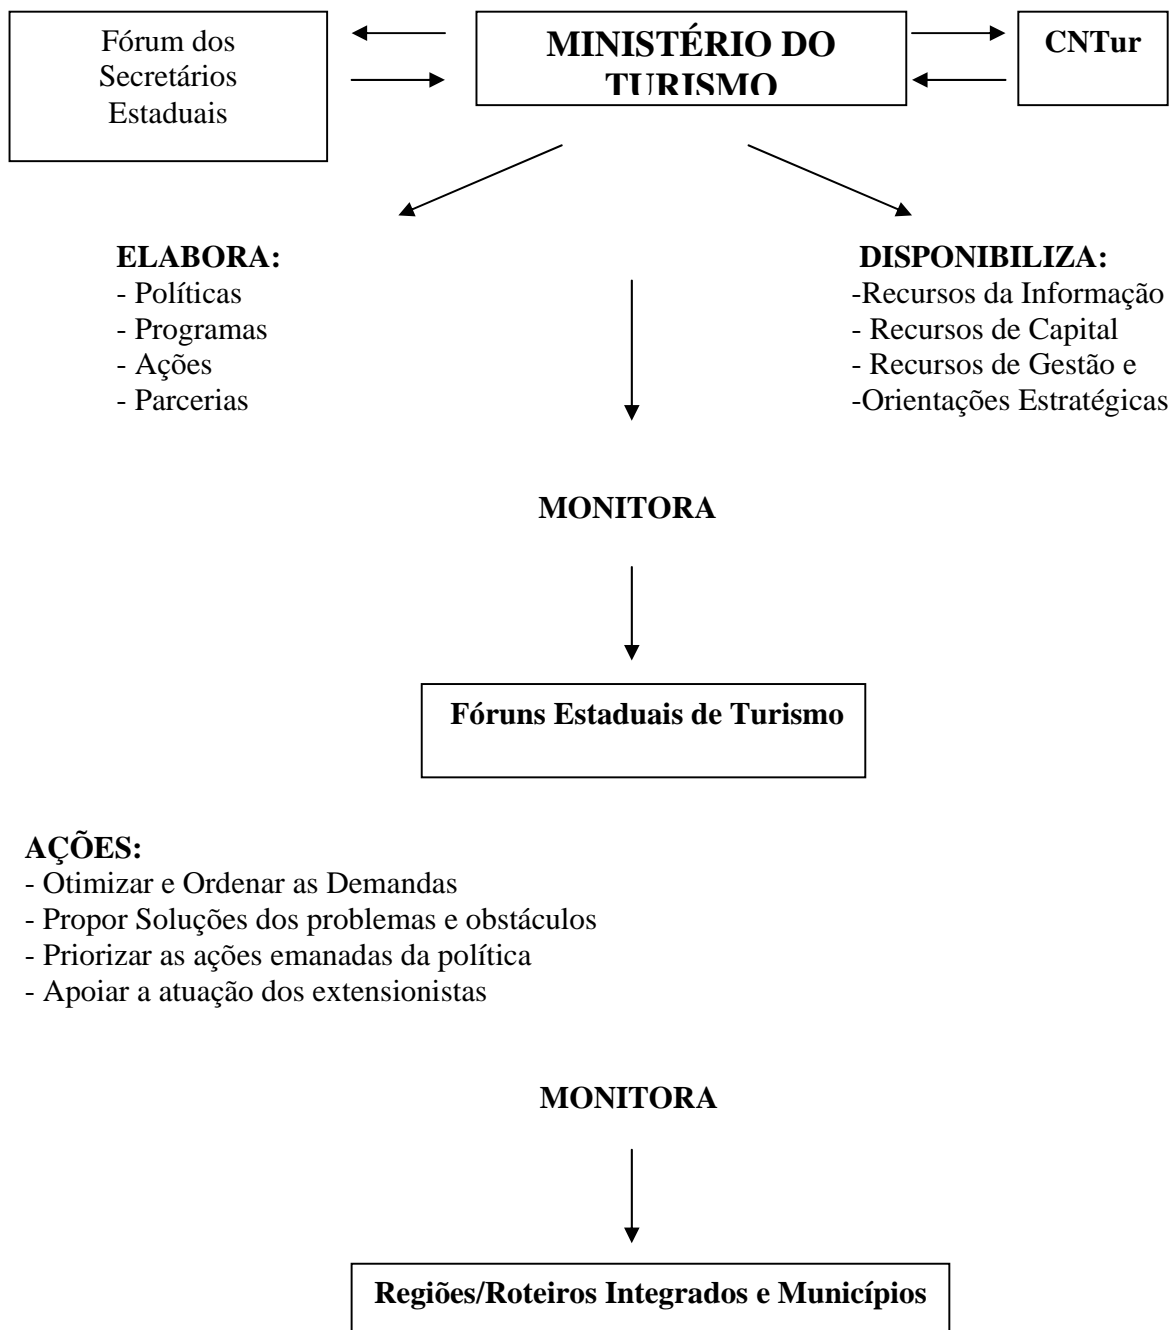 Fórum dos
Secretários
Estaduais
MINISTÉRIO DO
TURISMO
CNTur
ELABORA:
- Políticas
- Programas
- Ações
- Parcerias
DISPONIBILIZA:
-Recursos da Informação
- Recursos de Capital
- Recursos de Gestão e
-Orientações Estratégicas
MONITORA
Fóruns Estaduais de Turismo
AÇÕES:
- Otimizar e Ordenar as Demandas
- Propor Soluções dos problemas e obstáculos
- Priorizar as ações emanadas da política
- Apoiar a atuação dos extensionistas
MONITORA
Regiões/Roteiros Integrados e Municípios